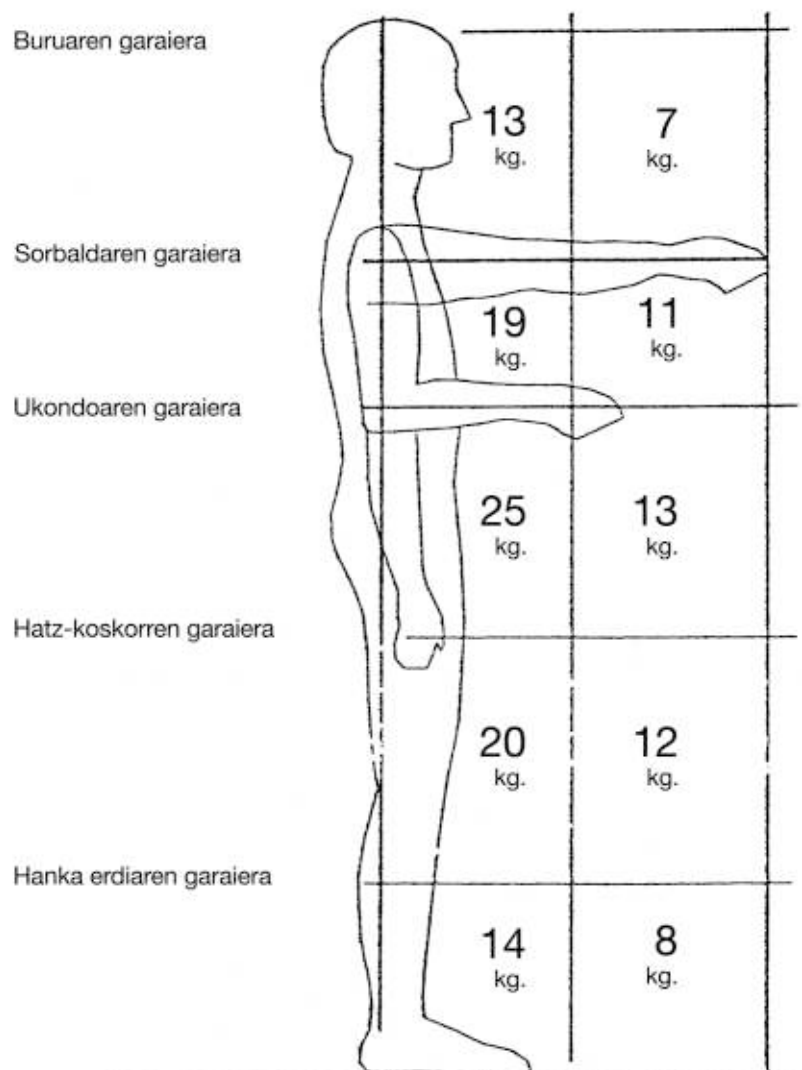 Buruaren garaiera
13 7
kg. kg.
Sorbaldaren garaiera
19 11
kg. kg.
Ukondoaren garaiera
25 13
kg. kg.
Hatz-koskorren garaiera
20 12
kg. kg.
Hanka erdiaren garaiera
14 8
kg. kg.